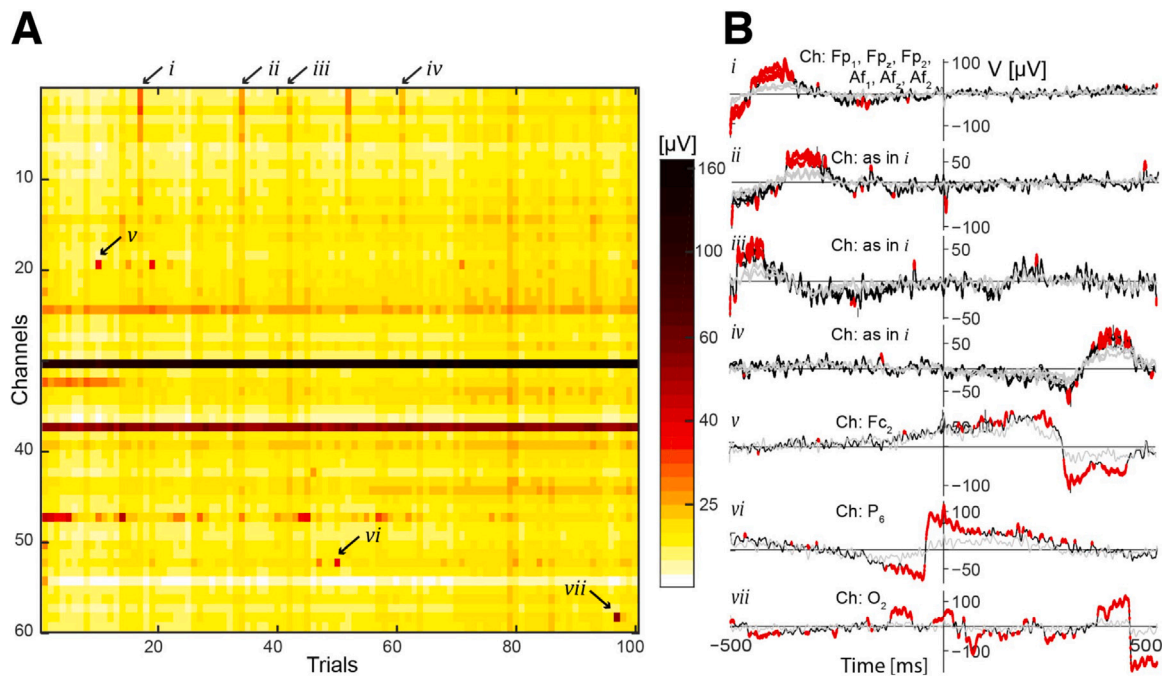 A
i ii iii iv
10
20
30
40
50
60
Channels
20 40 60 80 100
Trials
v
vi
vii
[µV]
160
100
60
40
25
B
i
Ch: Fp1, Fpz, Fp2,
Af1, Afz, Af2
V [µV]
100
−100
ii
Ch: as in i
50
−100
iii
Ch: as in i
50
−50
iv
Ch: as in i
50
−50
v
Ch: Fc2
50
−100
vi
Ch: P6
100
−50
vii
Ch: O2
100
−100
−500
500
Time [ms]